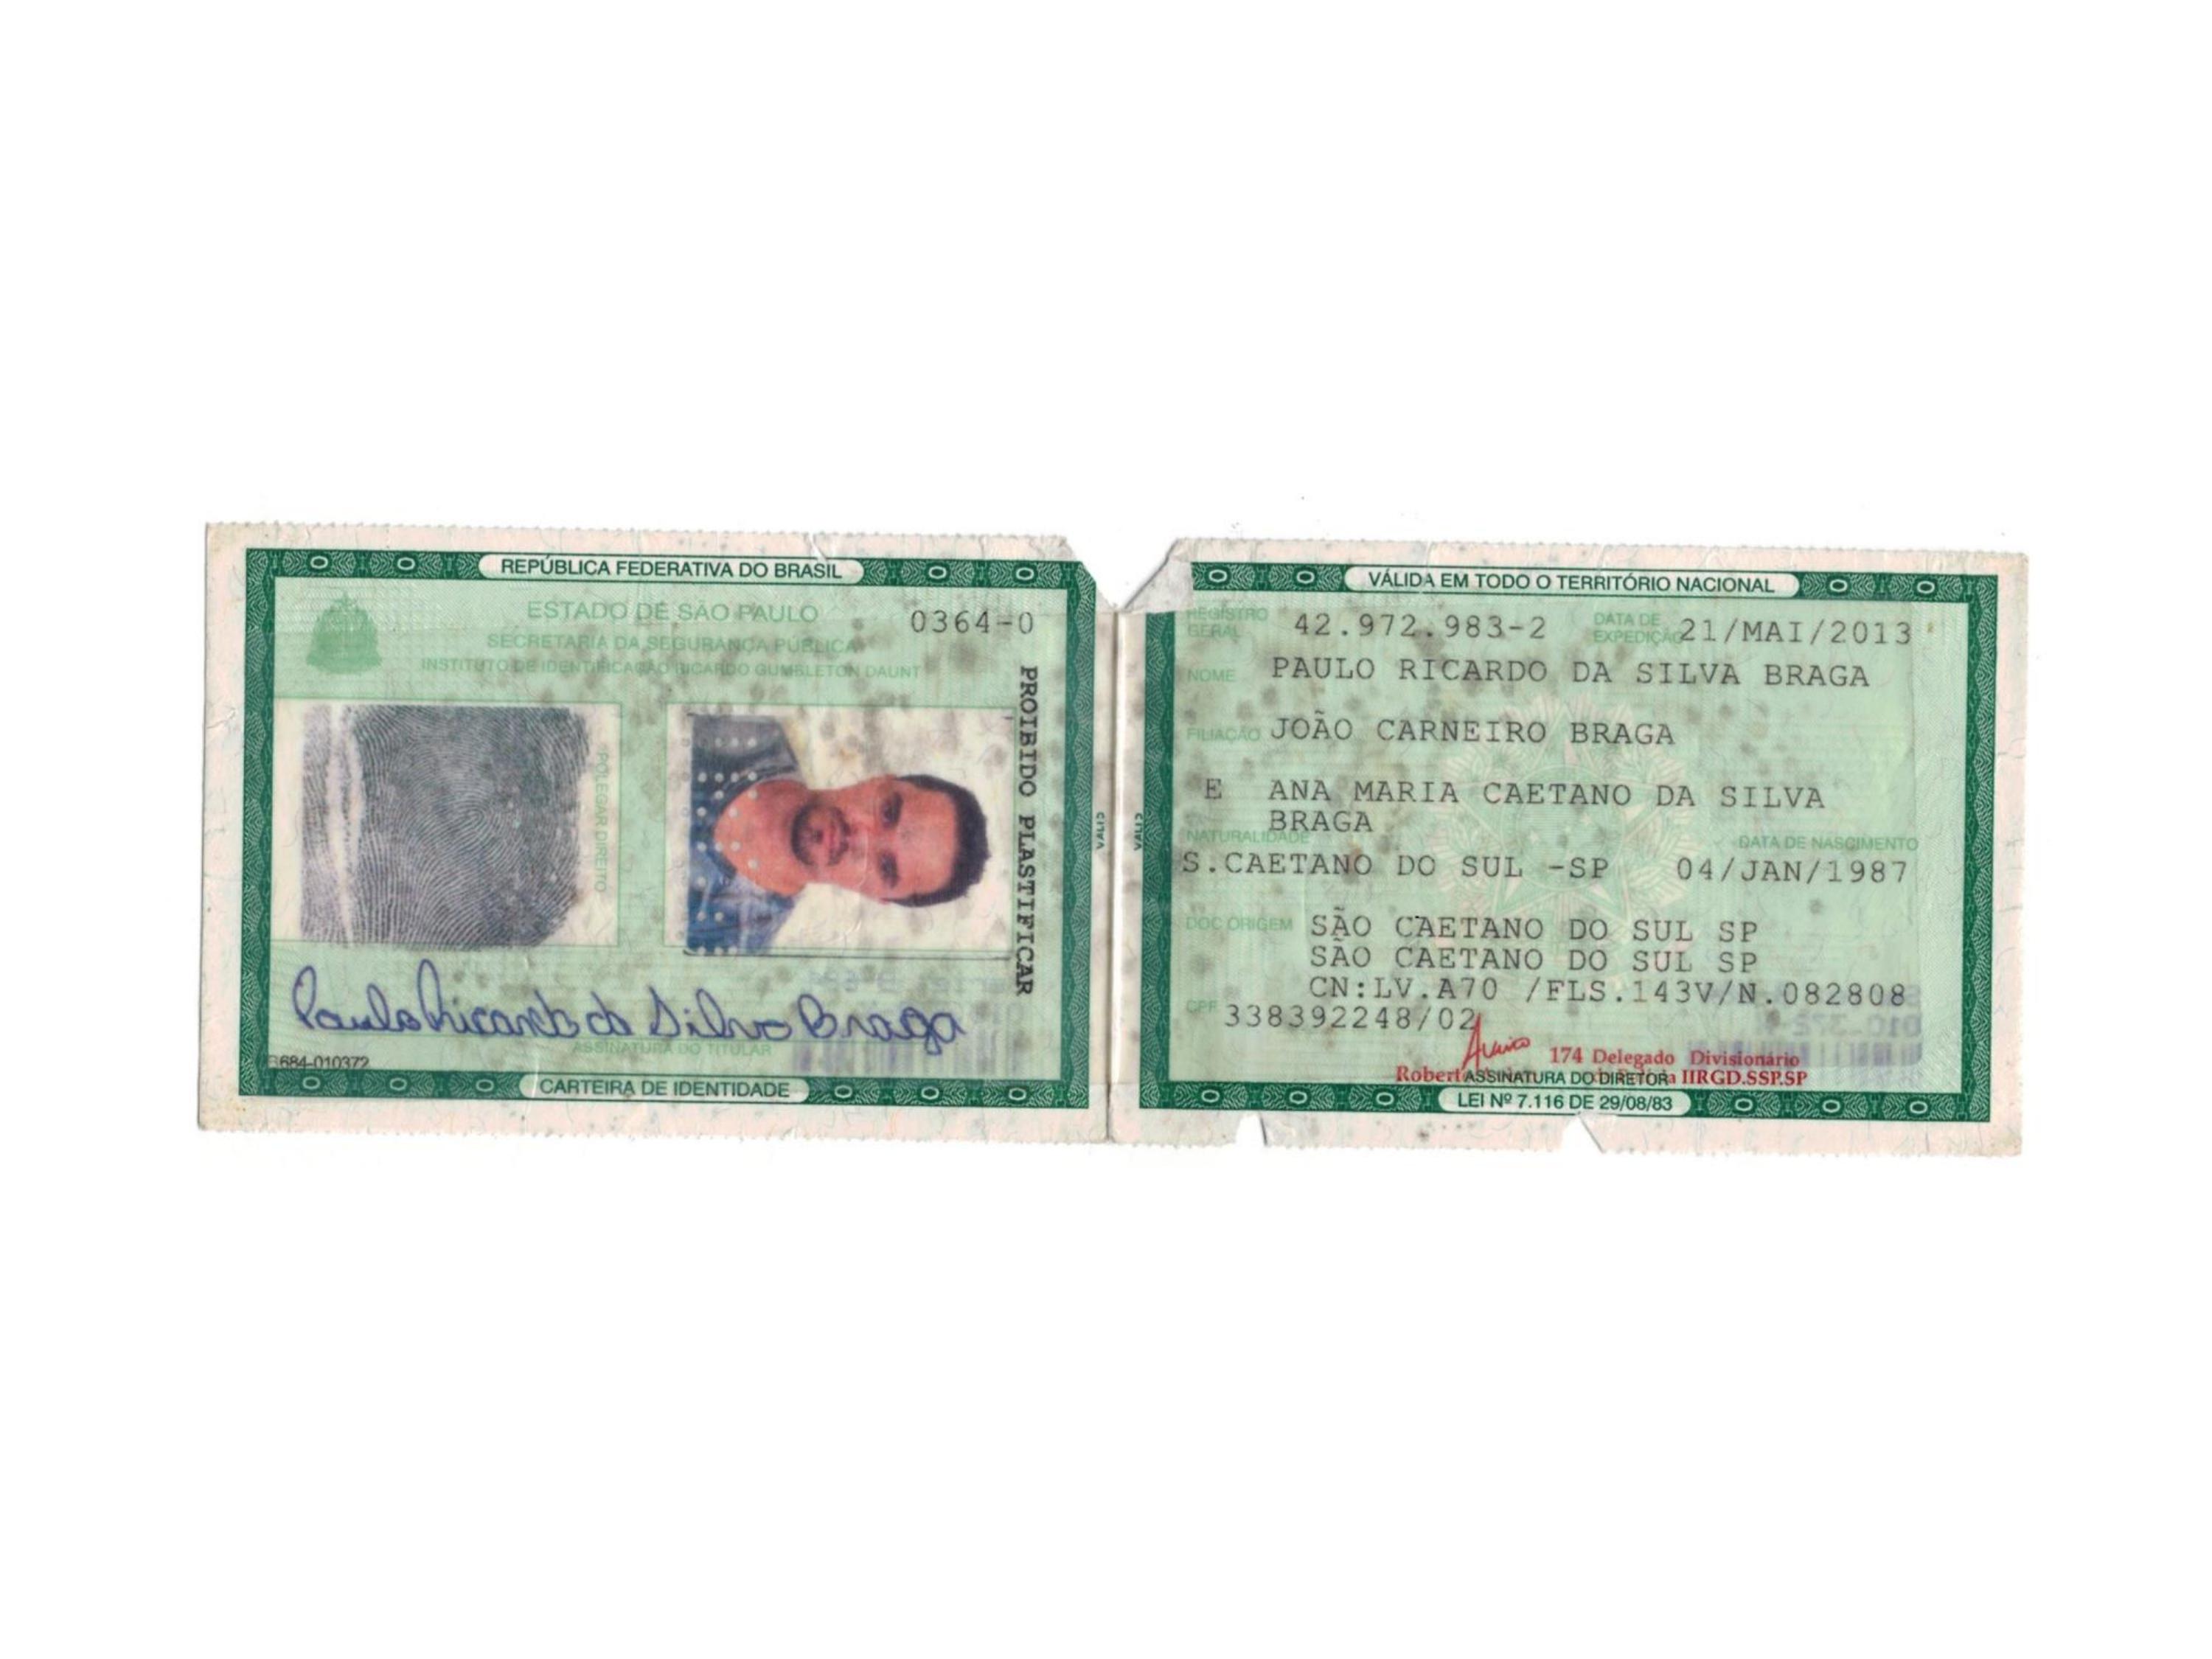 REPÚBLICA FEDERATIVA DO BRASIL
ESTADO DE SÃO PAULO
0364-0
SECRETARIA DA SEGURANÇA PÚBLICA
INSTITUTO DE IDENTIFICAÇÃO RICARDO GUMBLETON DAUNT
PROIBIDO PLASTIFICAR
POLEGAR DIREITO
Paulo Ricardo da Silva Braga
ASSINATURA DO TITULAR
684-010372
CARTEIRA DE IDENTIDADE
VÁLIDA EM TODO O TERRITÓRIO NACIONAL
REGISTRO GERAL 42.972.983-2 DATA DE EXPEDIÇÃO 21/MAI/2013
NOME PAULO RICARDO DA SILVA BRAGA
FILIAÇÃO JOÃO CARNEIRO BRAGA
E ANA MARIA CAETANO DA SILVA
BRAGA
NATURALIDADE DATA DE NASCIMENTO
S.CAETANO DO SUL -SP 04/JAN/1987
DOC ORIGEM SÃO CAETANO DO SUL SP
SÃO CAETANO DO SUL SP
CN:LV.A70 /FLS.143V/N.082808
CPF 338392248/02
174 Delegado Divisionário
ASSINATURA DO DIRETOR IIRGD.SSP.SP
LEI Nº 7.116 DE 29/08/83